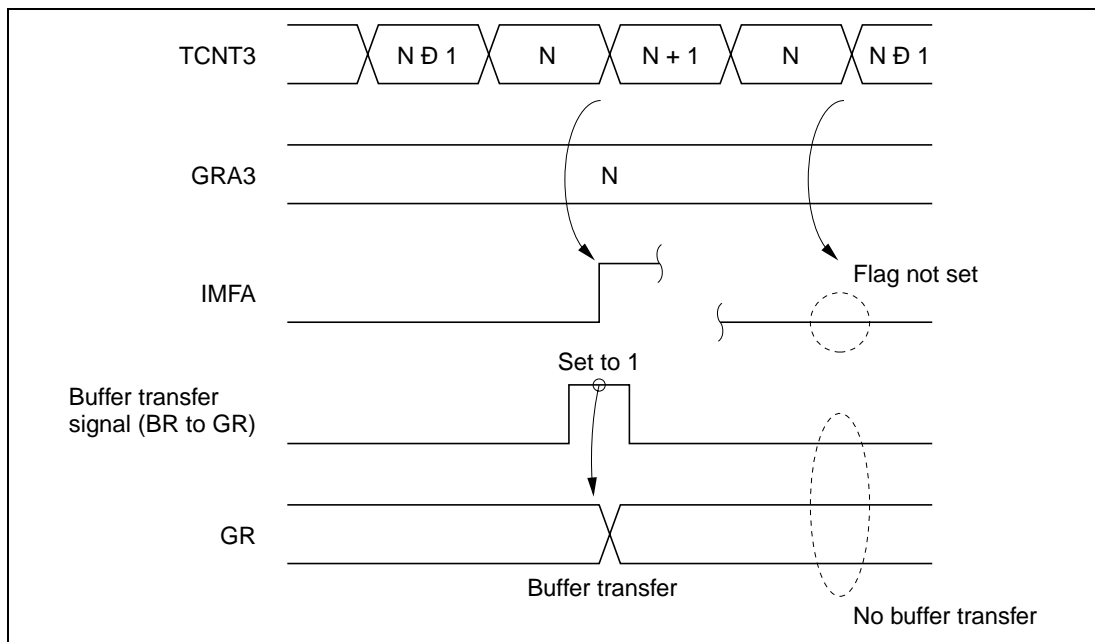 TCNT3
N Ð 1
N
N + 1
N
N Ð 1
GRA3
N
IMFA
Flag not set
Set to 1
Buffer transfer
signal (BR to GR)
GR
Buffer transfer
No buffer transfer